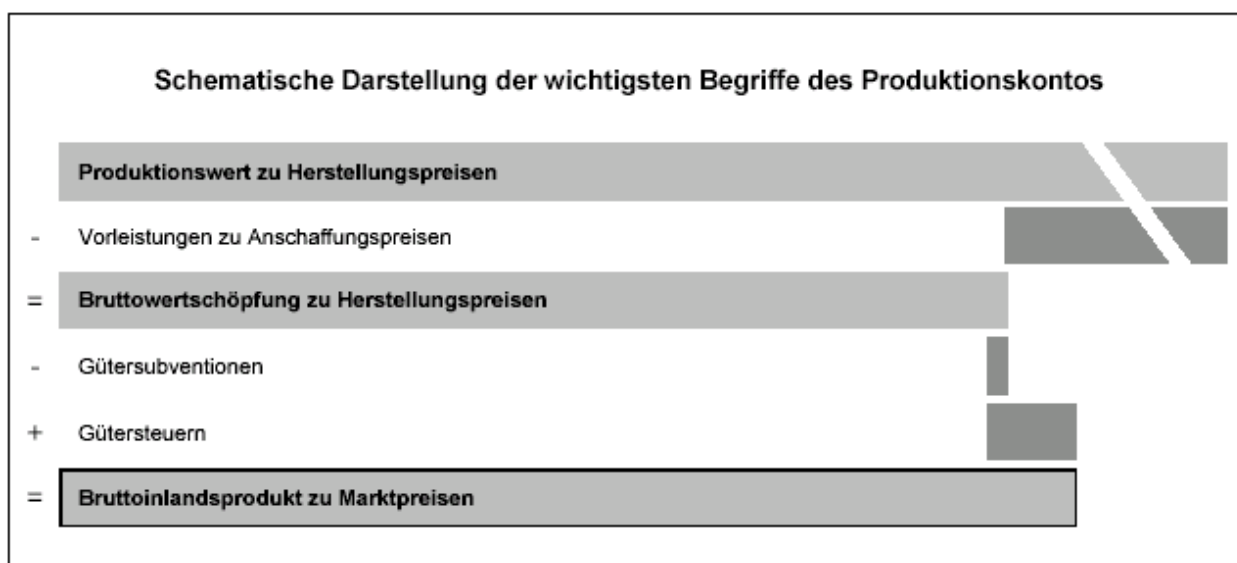 Schematische Darstellung der wichtigsten Begriffe des Produktionskontos
Produktionswert zu Herstellungspreisen
- Vorleistungen zu Anschaffungspreisen
= Bruttowertschöpfung zu Herstellungspreisen
- Gütersubventionen
+ Gütersteuern
= Bruttoinlandsprodukt zu Marktpreisen